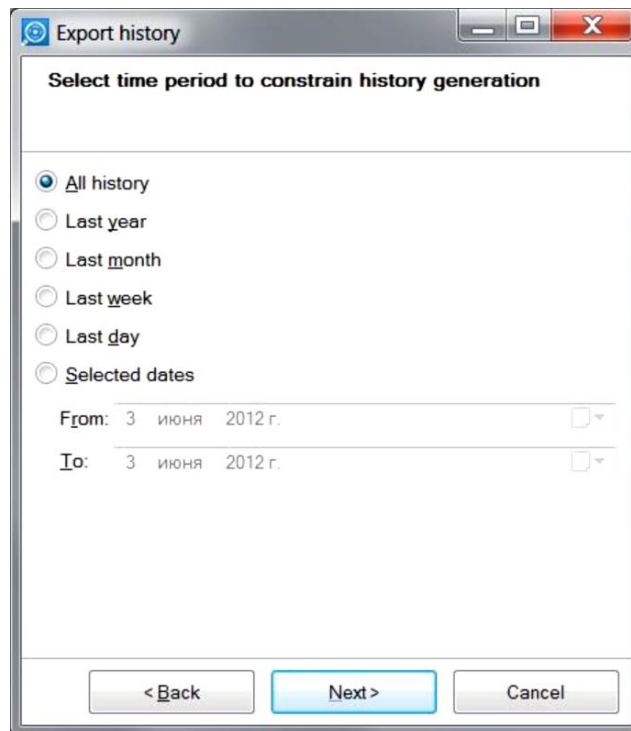 Export history
Select time period to constrain history generation
All history
Last year
Last month
Last week
Last day
Selected dates
From: 3 июня 2012 г.
To: 3 июня 2012 г.
< Back Next > Cancel